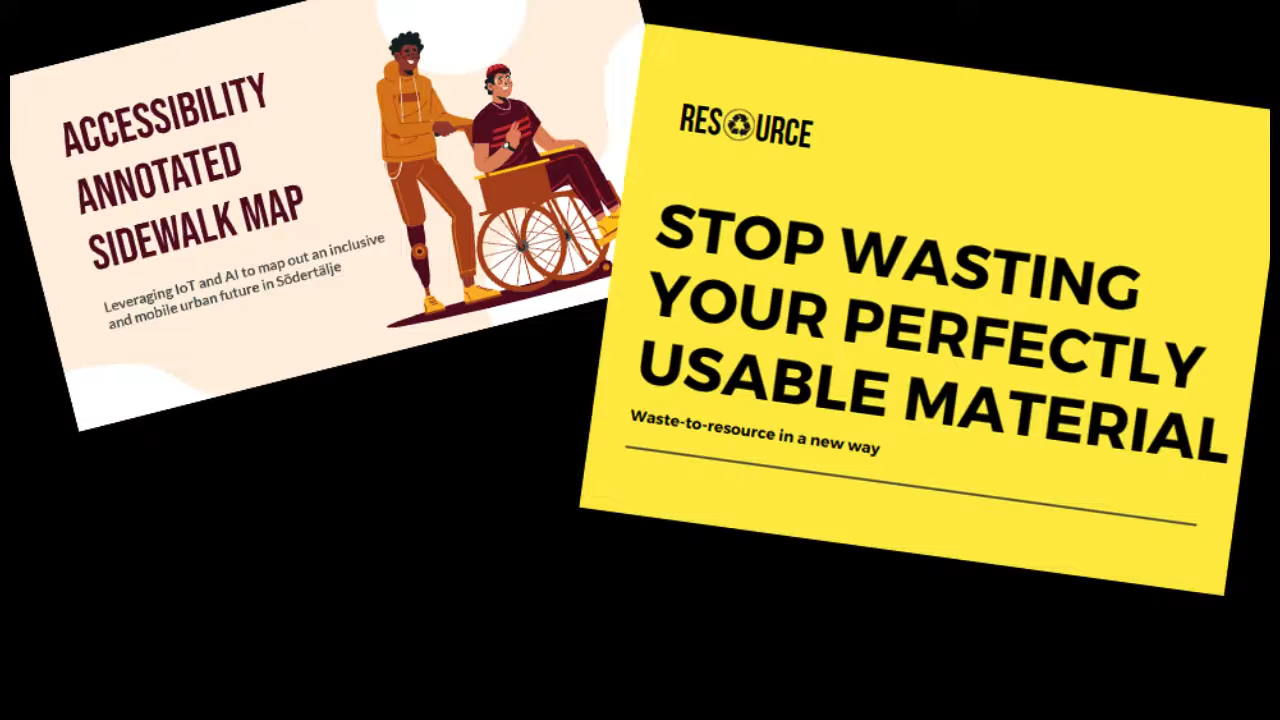 ACCESSIBILITY
ANNOTATED
SIDEWALK MAP
Leveraging IoT and AI to map out an inclusive
and mobile urban future in Södertälje
RESOURCE
STOP WASTING
YOUR PERFECTLY
USABLE MATERIAL
Waste-to-resource in a new way